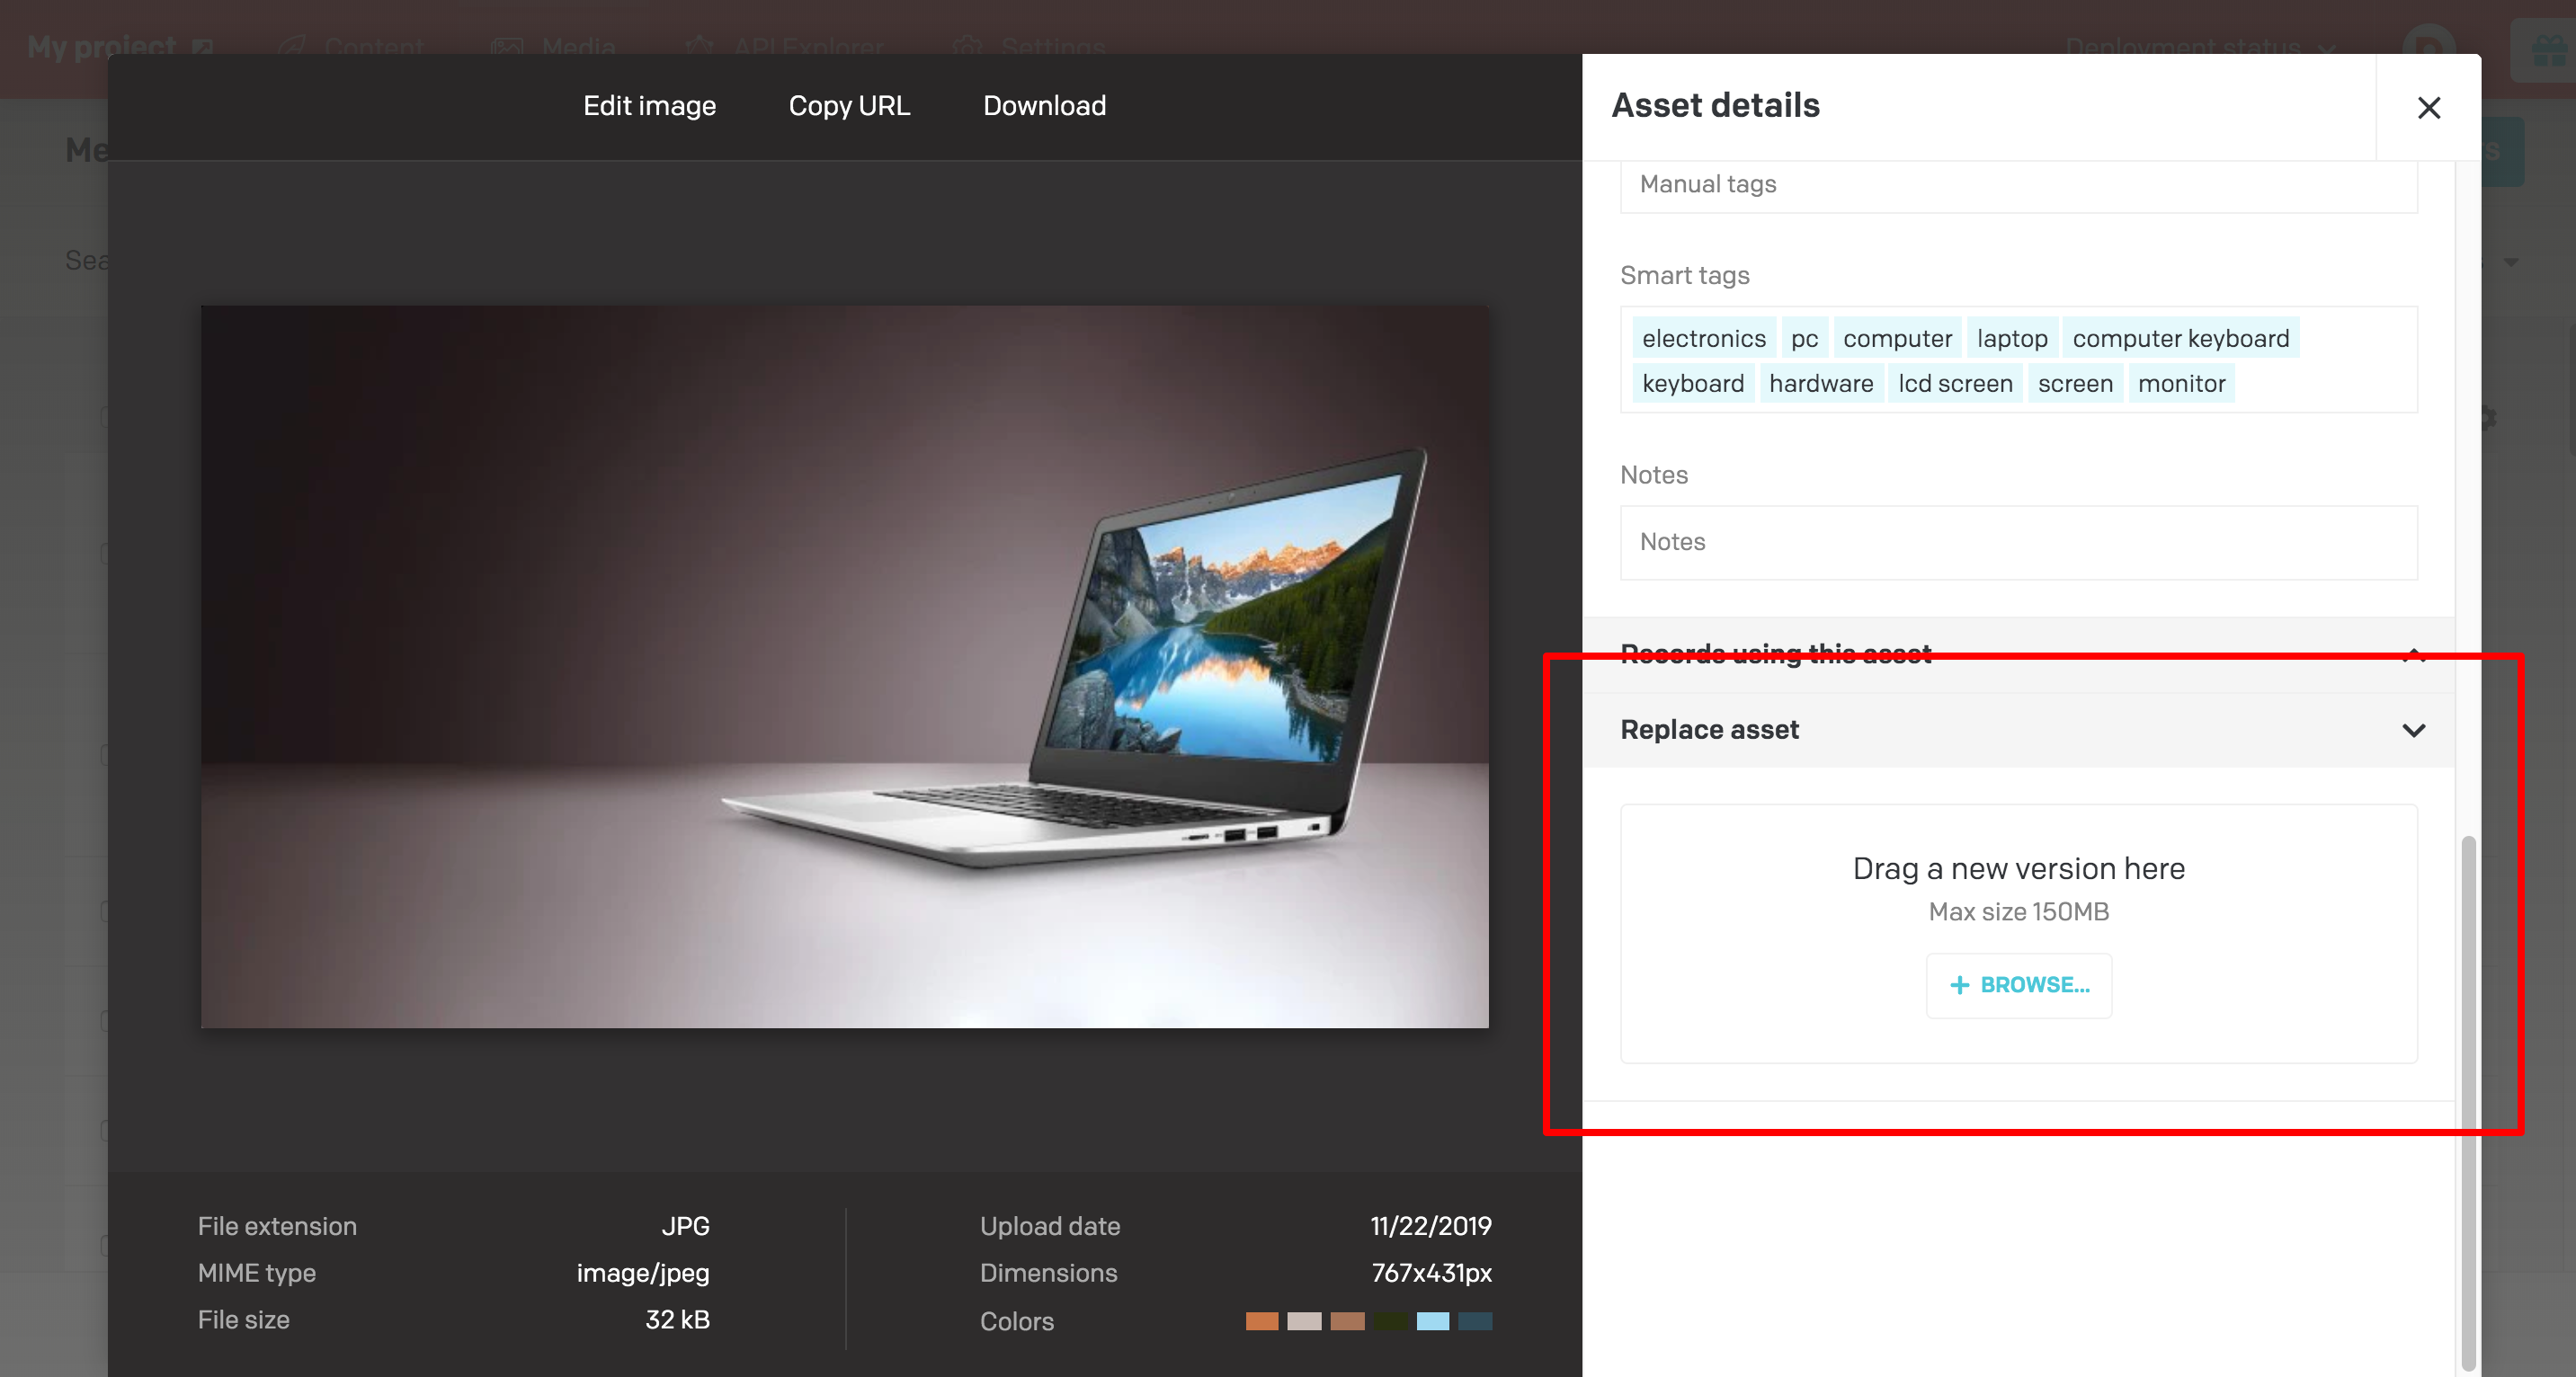 My project
Content
Media
API Explorer
Settings
Deployment status
Edit image
Copy URL
Download
Asset details
Manual tags
Smart tags
electronics pc computer laptop computer keyboard
keyboard hardware lcd screen screen monitor
Notes
Notes
Records using this asset
Replace asset
Drag a new version here
Max size 150MB
+ BROWSE...
File extension JPG
MIME type image/jpeg
File size 32 kB
Upload date 11/22/2019
Dimensions 767x431px
Colors